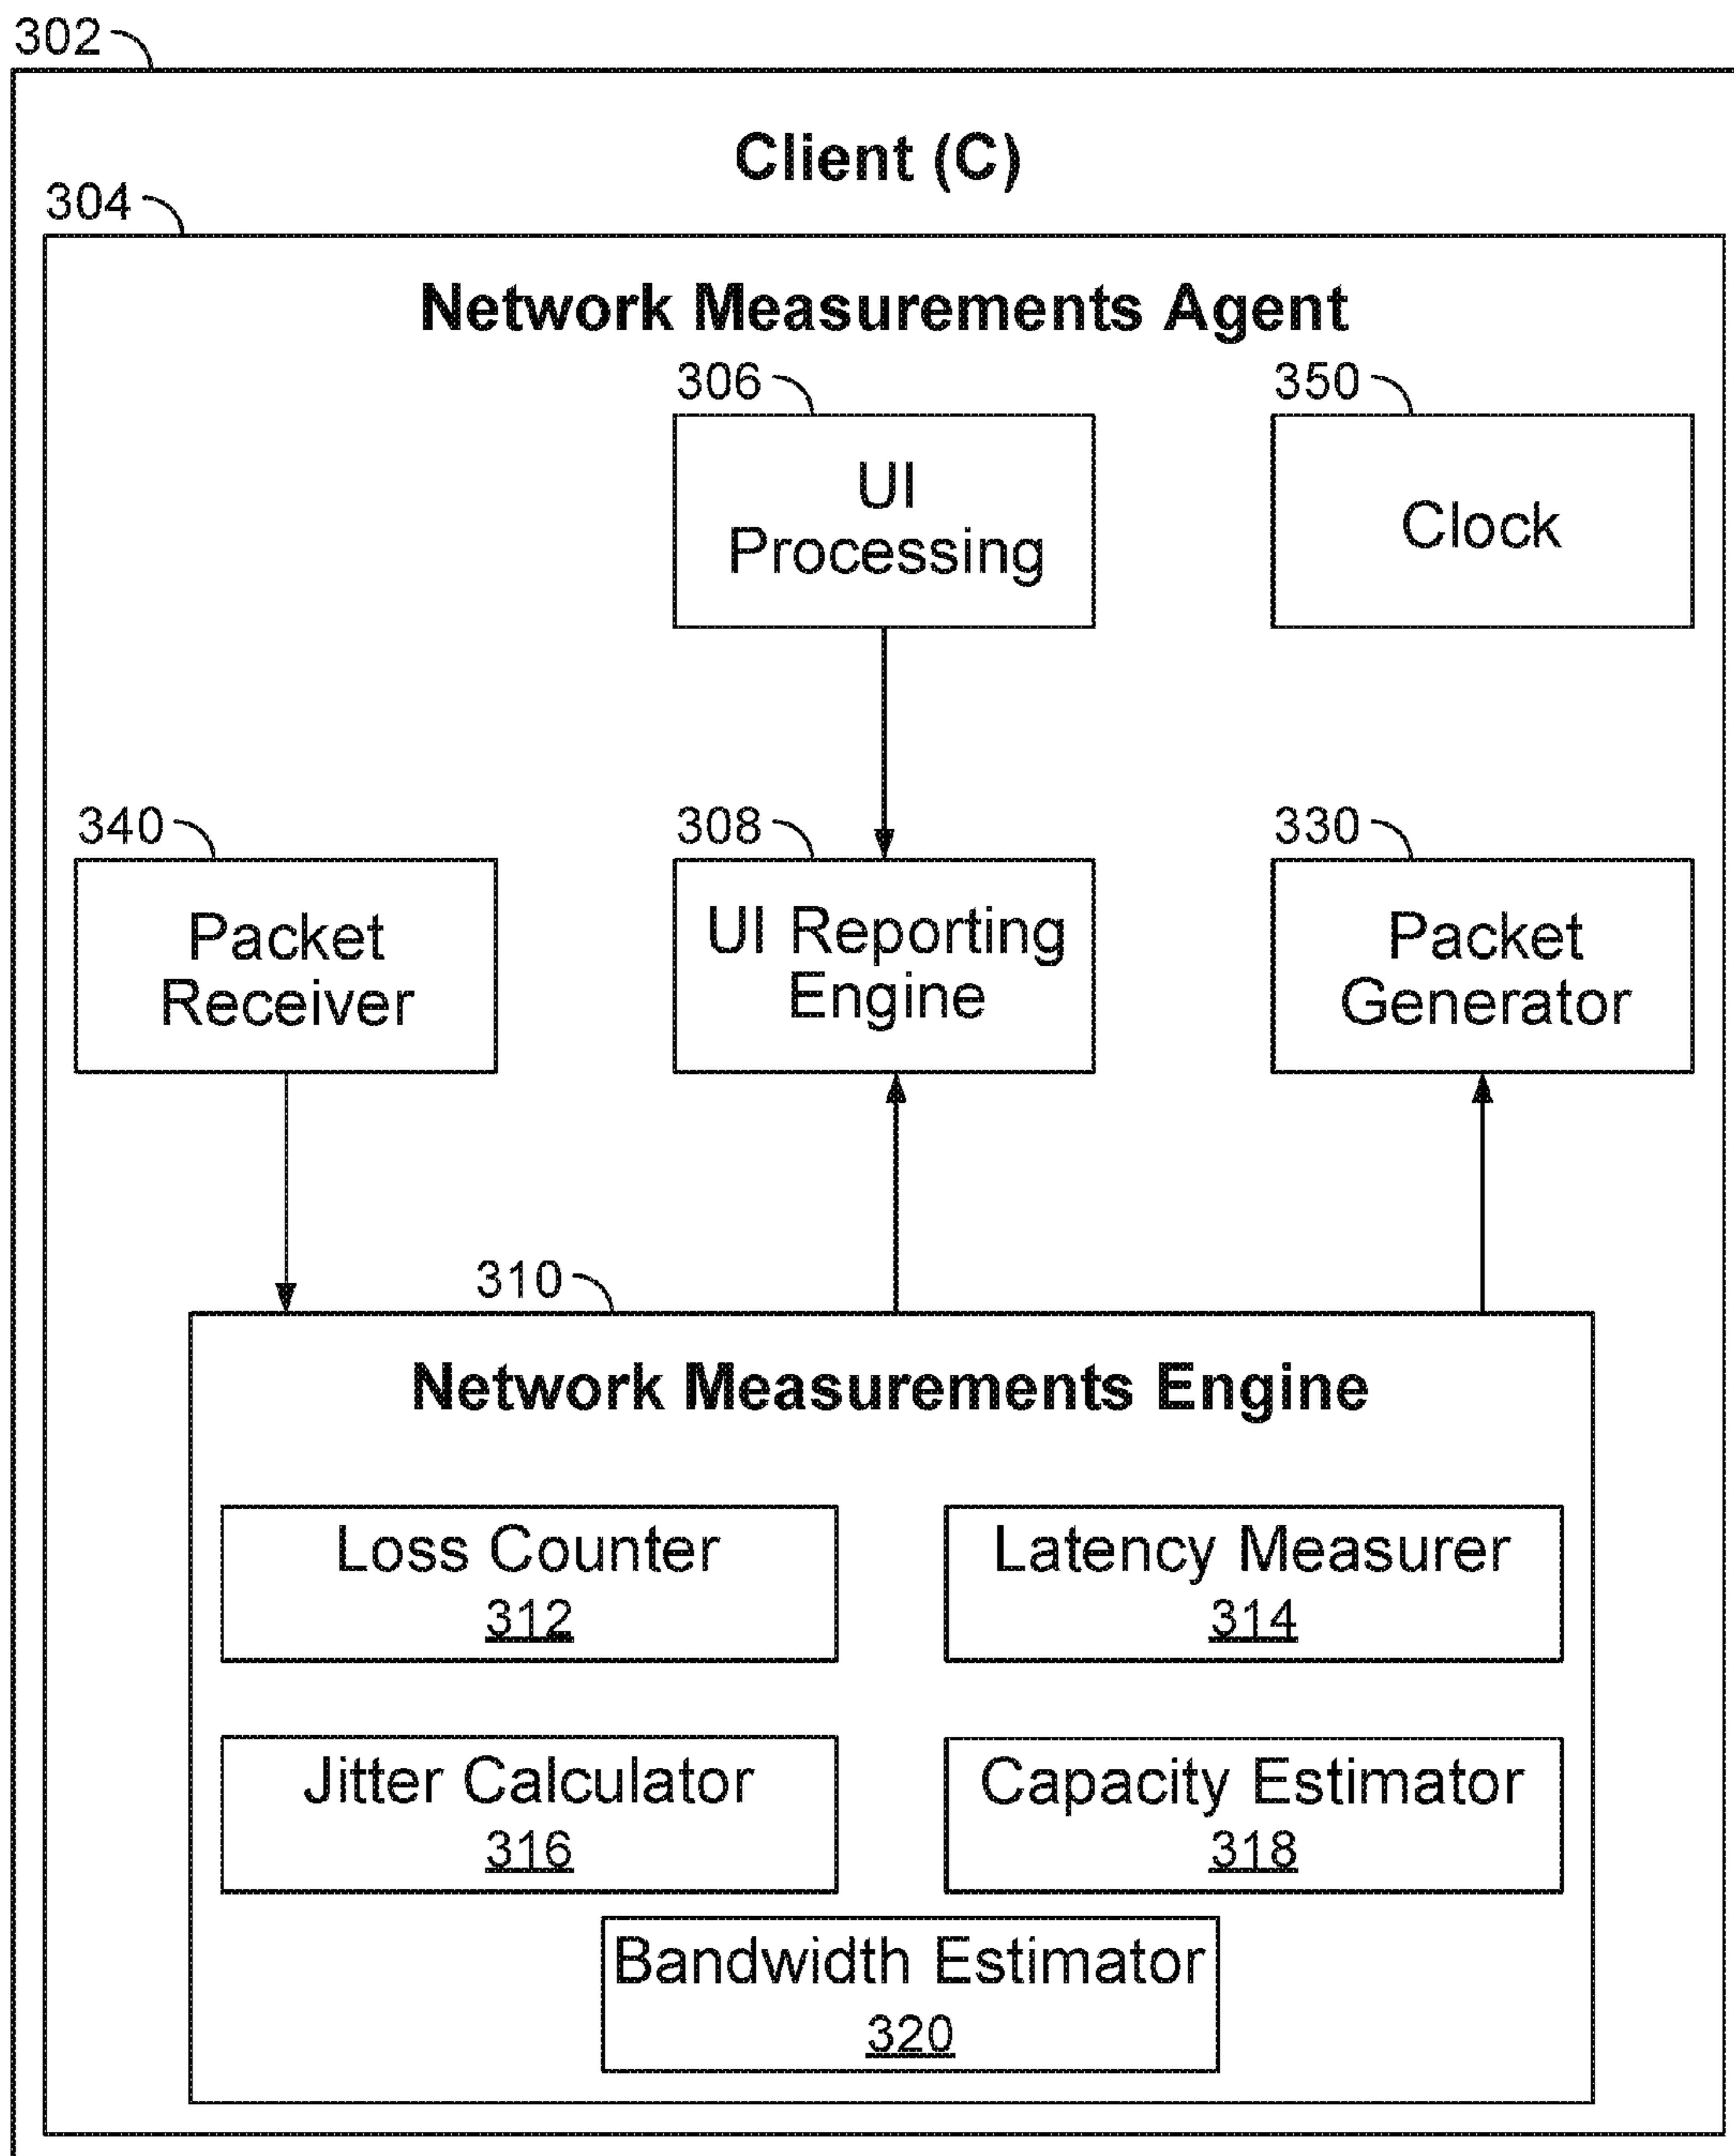 302
Client (C)
304
Network Measurements Agent
306
350
UI
Processing
Clock
340
308
330
Packet
Receiver
UI Reporting
Engine
Packet
Generator
310
Network Measurements Engine
Loss Counter
312
Latency Measurer
314
Jitter Calculator
316
Capacity Estimator
318
Bandwidth Estimator
320